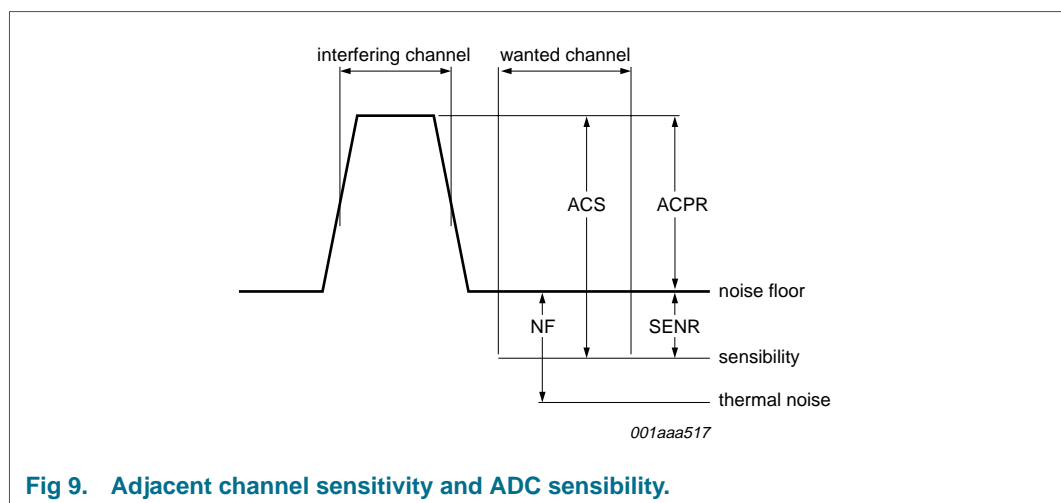 interfering channel wanted channel
ACS ACPR
noise floor
NF SENR
sensibility
thermal noise
001aaa517
Fig 9. Adjacent channel sensitivity and ADC sensibility.